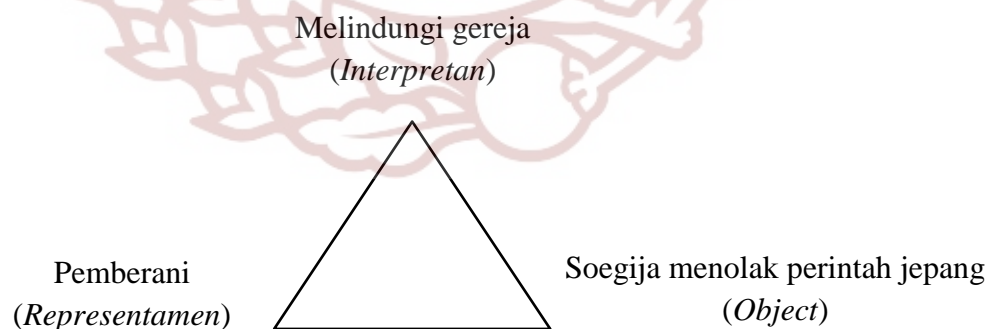 Melindungi gereja
(Interpretan)
Pemberani
(Representamen)
Soegija menolak perintah jepang
(Object)